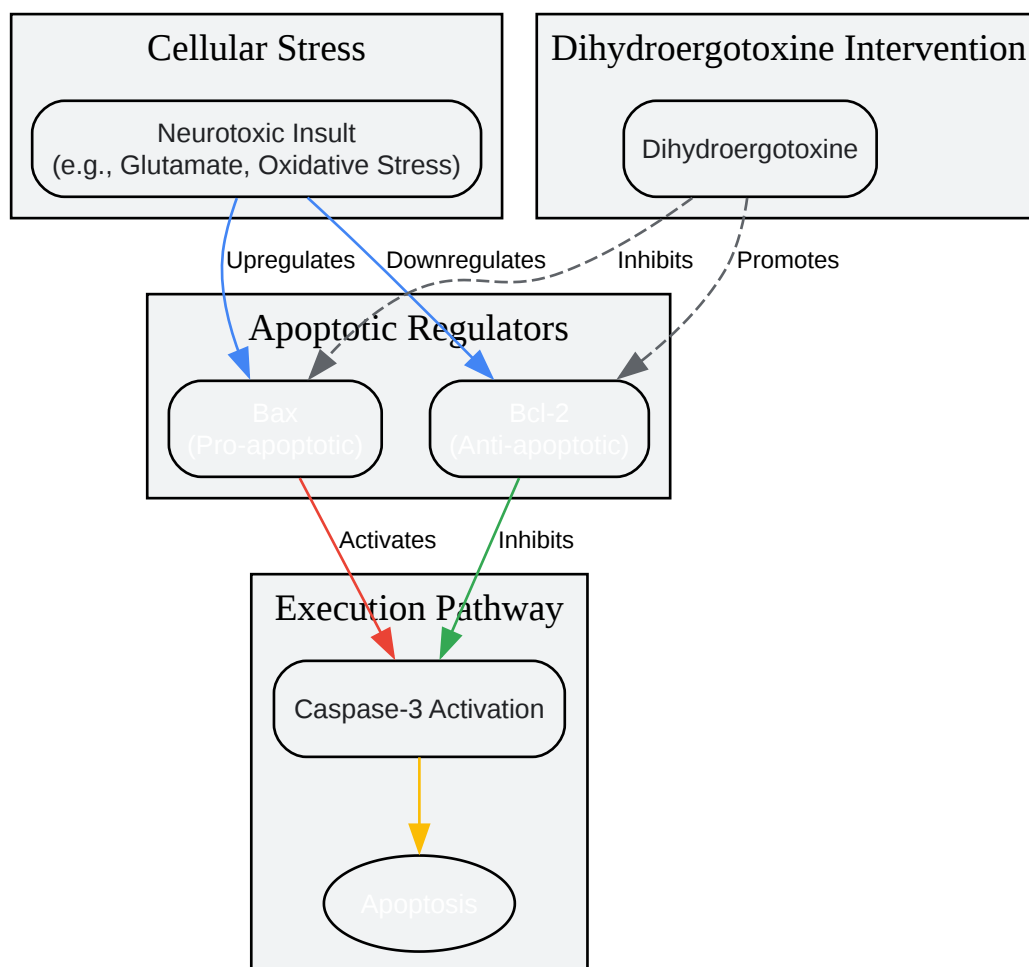 Cellular Stress
Dihydroergotoxine Intervention
Neurotoxic Insult
(e.g., Glutamate, Oxidative Stress)
Dihydroergotoxine
Upregulates
Downregulates
Inhibits
Promotes
Apoptotic Regulators
Bax
(Pro-apoptotic)
Bcl-2
(Anti-apoptotic)
Activates
Inhibits
Execution Pathway
Caspase-3 Activation
Apoptosis